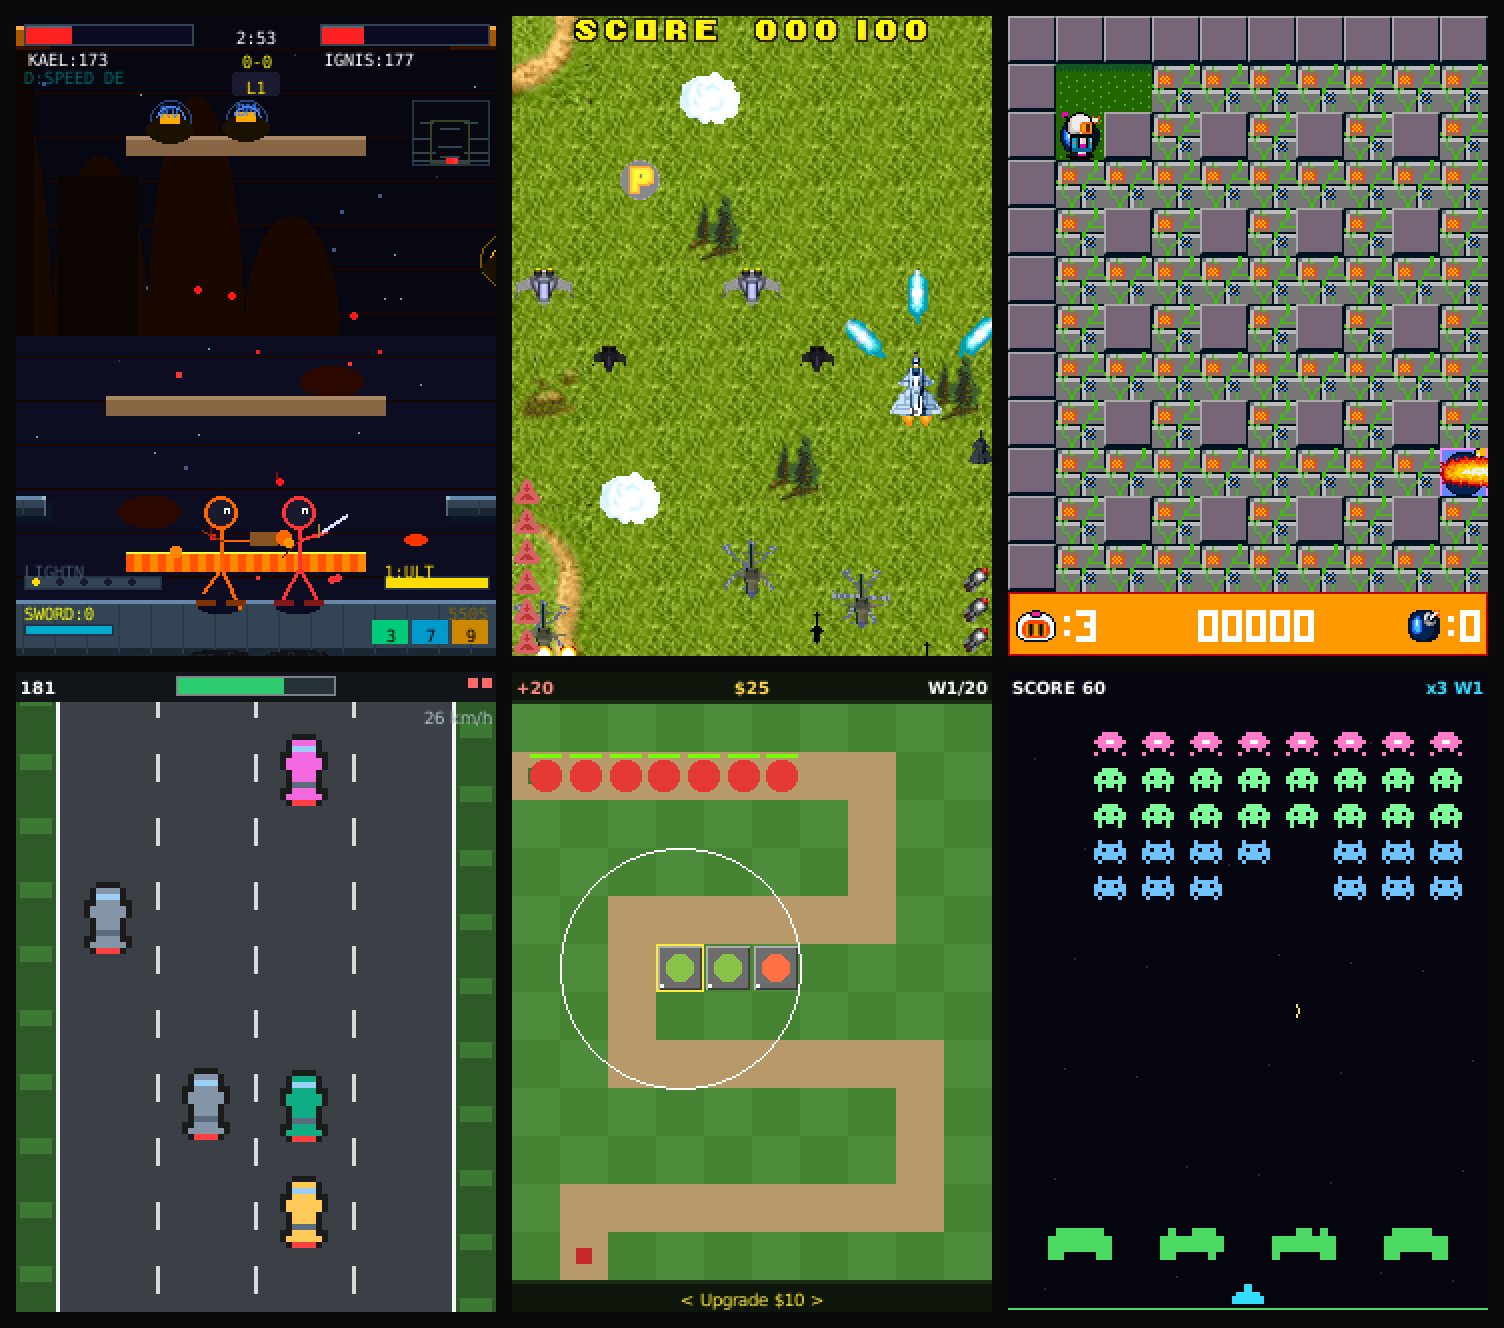 2:53
KAEL:173
0-0
IGNIS:177
D:SPEED DE
L1
LIGHTN
1:ULT
SWORD:0
550S
3 7 9
SCORE 000100
P
:3 00000 :0
181
26 km/h
+20 $25 W1/20
< Upgrade $10 >
SCORE 60 x3 W1